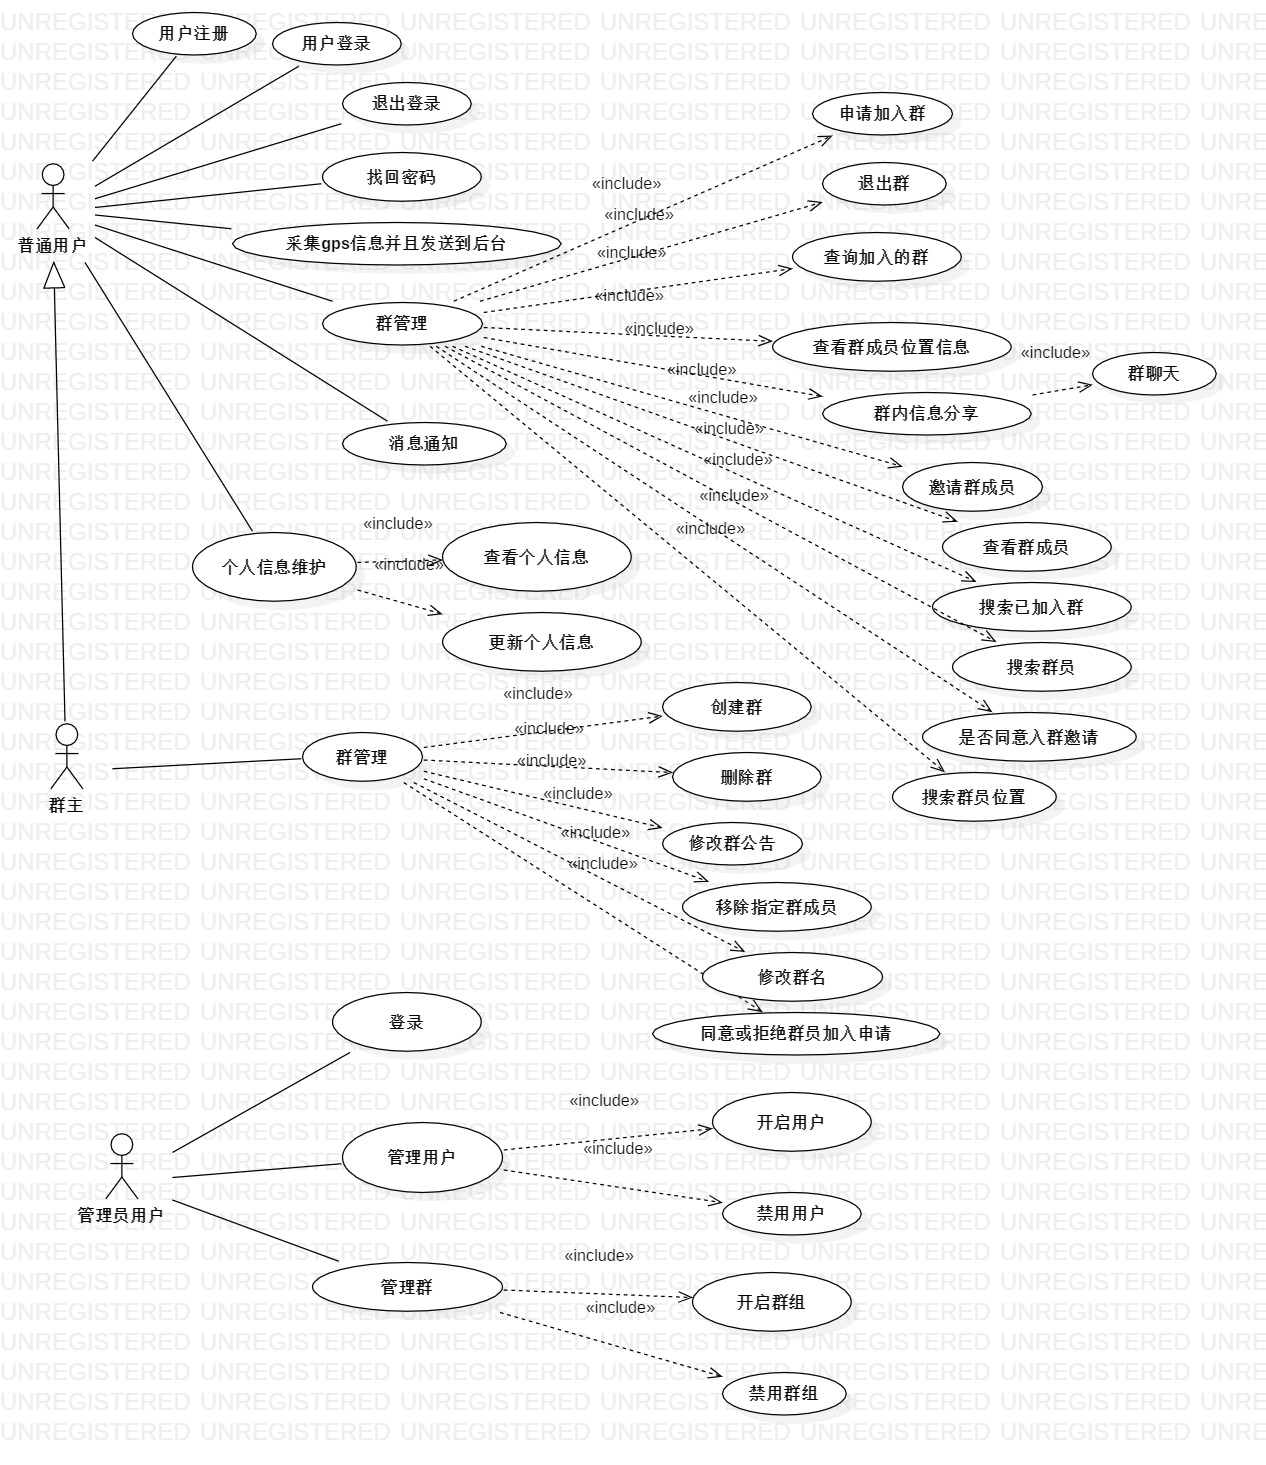 用户注册
用户登录
退出登录
找回密码
采集gps信息并且发送到后台
普通用户
群管理
消息通知
个人信息维护
申请加入群
退出群
查询加入的群
查看群成员位置信息
群内信息分享
群聊天
邀请群成员
查看群成员
搜索已加入群
搜索群员
是否同意入群邀请
搜索群员位置
«include»
«include»
«include»
«include»
«include»
«include»
«include»
«include»
«include»
«include»
«include»
«include»
«include»
«include»
查看个人信息
更新个人信息
群主
群管理
«include»
«include»
«include»
«include»
«include»
«include»
创建群
删除群
修改群公告
移除指定群成员
修改群名
同意或拒绝群员加入申请
登录
管理员用户
管理用户
«include»
«include»
开启用户
禁用用户
管理群
«include»
«include»
开启群组
禁用群组